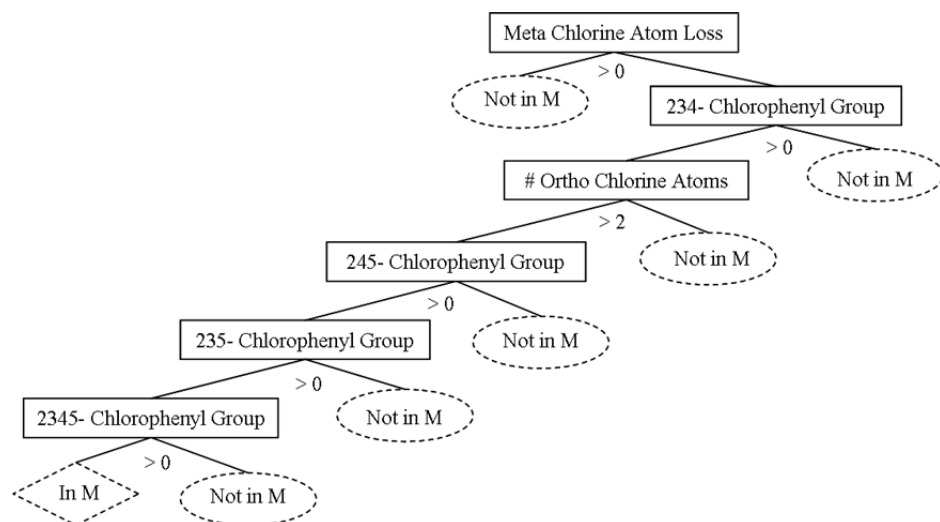 Meta Chlorine Atom Loss
> 0
Not in M
234- Chlorophenyl Group
> 0
Not in M
# Ortho Chlorine Atoms
> 2
Not in M
245- Chlorophenyl Group
> 0
Not in M
235- Chlorophenyl Group
> 0
Not in M
2345- Chlorophenyl Group
> 0
In M
Not in M